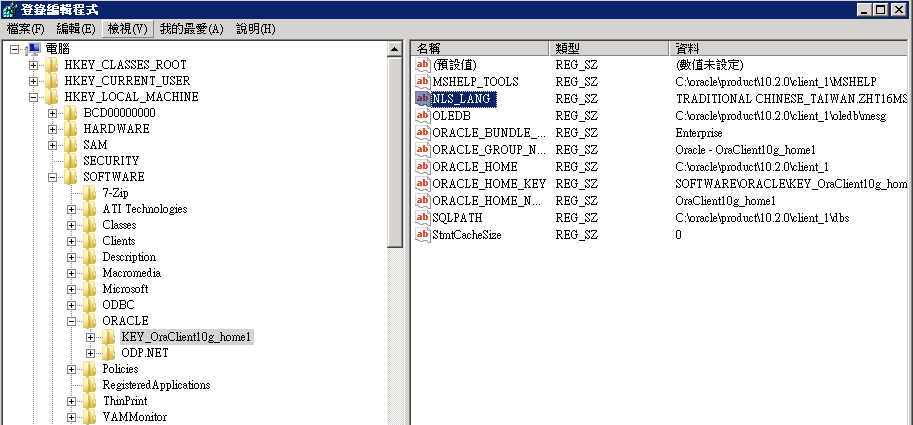 登錄編輯程式
檔案(F) 編輯(E) 檢視(V) 我的最愛(A) 說明(H)
電腦
HKEY_CLASSES_ROOT
HKEY_CURRENT_USER
HKEY_LOCAL_MACHINE
BCD00000000
HARDWARE
SAM
SECURITY
SOFTWARE
7-Zip
ATI Technologies
Classes
Clients
Description
Macromedia
Microsoft
ODBC
ORACLE
KEY_OraClient10g_home1
ODP.NET
Policies
RegisteredApplications
ThinPrint
VAMMonitor
名稱 類型 資料
(預設值) REG_SZ (數值未設定)
MSHELP_TOOLS REG_SZ C:\oracle\product\10.2.0\client_1\MSHELP
NLS_LANG REG_SZ TRADITIONAL CHINESE_TAIWAN.ZHT16MS
OLEDB REG_SZ C:\oracle\product\10.2.0\client_1\oledb\mesg
ORACLE_BUNDLE_... REG_SZ Enterprise
ORACLE_GROUP_N... REG_SZ Oracle - OraClient10g_home1
ORACLE_HOME REG_SZ C:\oracle\product\10.2.0\client_1
ORACLE_HOME_KEY REG_SZ SOFTWARE\ORACLE\KEY_OraClient10g_hom
ORACLE_HOME_N... REG_SZ OraClient10g_home1
SQLPATH REG_SZ C:\oracle\product\10.2.0\client_1\dbs
StmtCacheSize REG_SZ 0